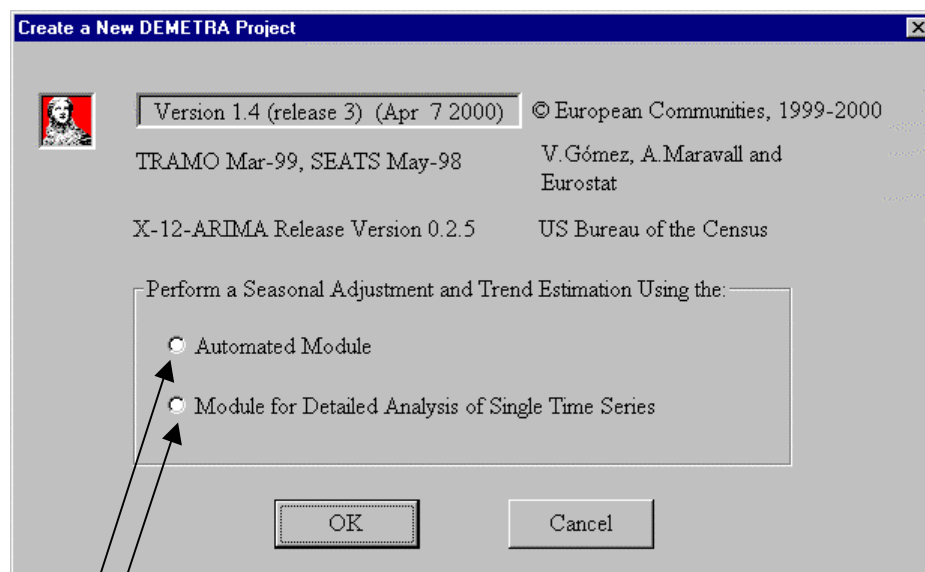 Create a New DEMETRA Project
Version 1.4 (release 3) (Apr 7 2000) © European Communities, 1999-2000
TRAMO Mar-99, SEATS May-98 V.Gómez, A.Maravall and
Eurostat
X-12-ARIMA Release Version 0.2.5 US Bureau of the Census
Perform a Seasonal Adjustment and Trend Estimation Using the:
Automated Module
Module for Detailed Analysis of Single Time Series
OK Cancel